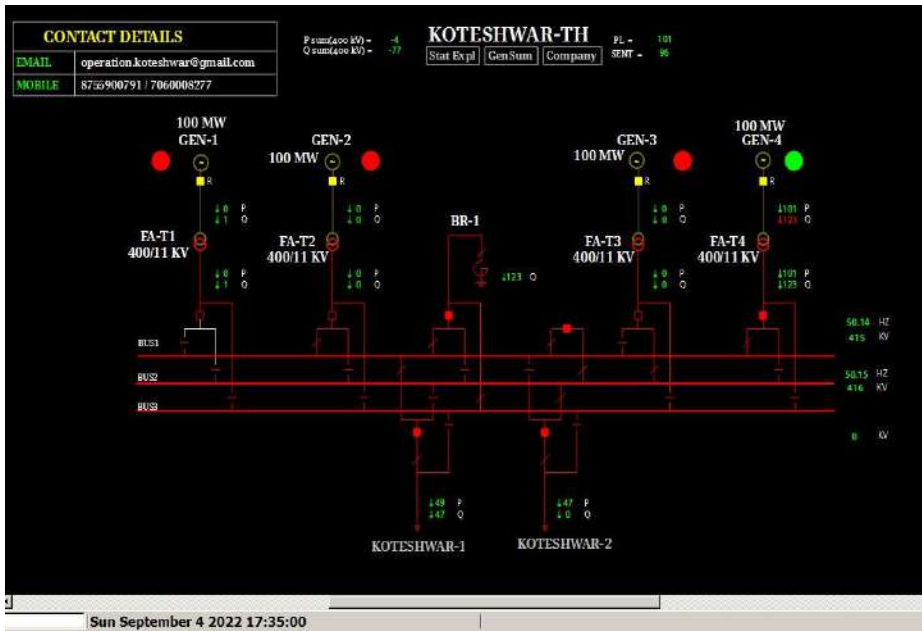 CONTACT DETAILS
EMAIL operation.koteshwar@gmail.com
MOBILE 8755900791 / 7060008277
P sum(400 kV) = -4
Q sum(400 kV) = -77
KOTESHWAR-TH
Stat Expl GenSum Company
PL = 101
SENT = 96
100 MW
GEN-1
GEN-2
100 MW
GEN-3
100 MW
100 MW
GEN-4
R
R
R
R
↓0 P
↓1 Q
↓0 P
↓0 Q
↓0 P
↓0 Q
↓101 P
↓123 Q
FA-T1
400/11 KV
FA-T2
400/11 KV
BR-1
↓123 Q
FA-T3
400/11 KV
FA-T4
400/11 KV
↓0 P
↓1 Q
↓0 P
↓0 Q
↓0 P
↓0 Q
↓101 P
↓123 Q
50.14 HZ
415 KV
BUS1
50.15 HZ
416 KV
BUS2
BUS3
0 KV
↓49 P
↓47 Q
↓47 P
↓0 Q
KOTESHWAR-1
KOTESHWAR-2
Sun September 4 2022 17:35:00